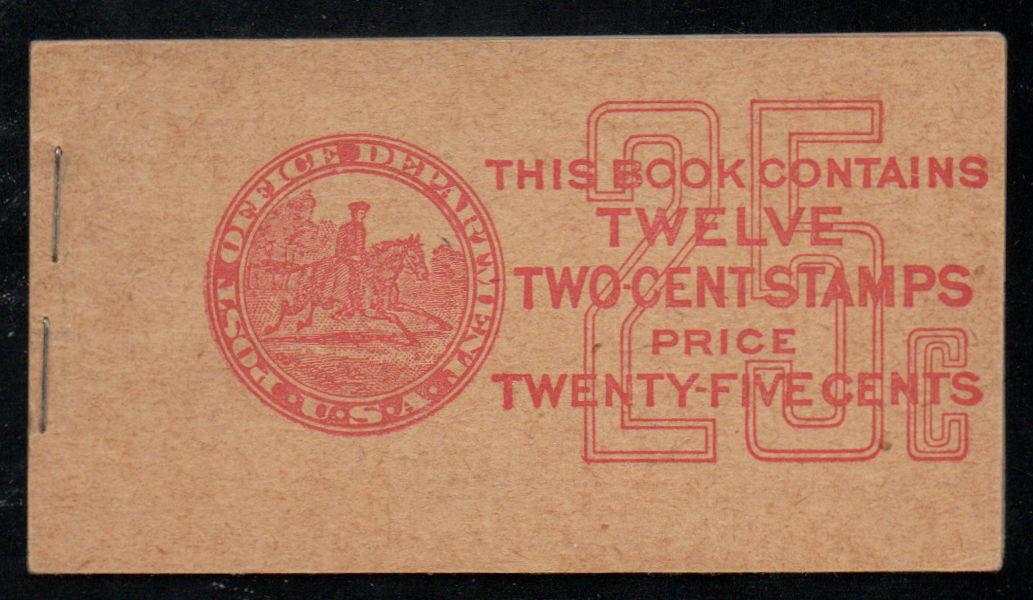 POST OFFICE DEPARTMENT
U.S.A.
25c
THIS BOOK CONTAINS
TWELVE
TWO-CENT STAMPS
PRICE
TWENTY-FIVE CENTS